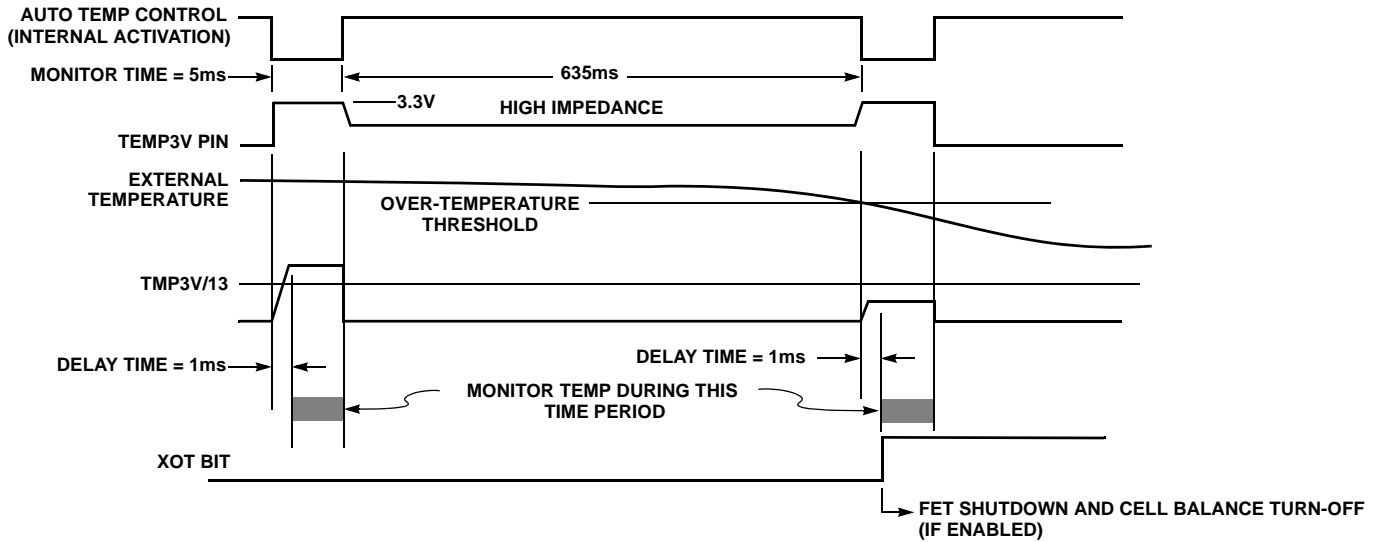 AUTO TEMP CONTROL
(INTERNAL ACTIVATION)
MONITOR TIME = 5ms
635ms
3.3V
HIGH IMPEDANCE
TEMP3V PIN
EXTERNAL
TEMPERATURE
OVER-TEMPERATURE
THRESHOLD
TMP3V/13
DELAY TIME = 1ms
DELAY TIME = 1ms
MONITOR TEMP DURING THIS
TIME PERIOD
XOT BIT
FET SHUTDOWN AND CELL BALANCE TURN-OFF
(IF ENABLED)